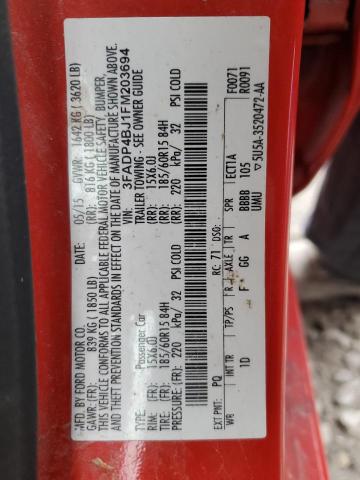 MFD. BY FORD MOTOR CO.
DATE: 05/15 GVWR: 1642 KG ( 3620 LB)
GAWR: (FR): 839 KG (1850 LB) (RR): 816 KG (1800 LB)
THIS VEHICLE CONFORMS TO ALL APPLICABLE FEDERAL MOTOR VEHICLE SAFETY, BUMPER,
AND THEFT PREVENTION STANDARDS IN EFFECT ON THE DATE OF MANUFACTURE SHOWN ABOVE.
VIN: 3FADP4BJ1FM203694
TYPE: Passenger Car TRAILER TOWING - SEE OWNER GUIDE
RIM: 15X6.0J (RR): 15X6.0J
TIRE: (FR): 185/60R15 84H (RR): 185/60R15 84H
PRESSURE: (FR): 220 kPa/ 32 PSI COLD (RR): 220 kPa/ 32 PSI COLD
EXT PNT: PQ RC: 71 DSO: F0071
R0091
WB INT TR TP/PS R AXLE TR SPR ECT1A
1D F GG A BBBB T05
UMU
▽5U5A-3520472-AA